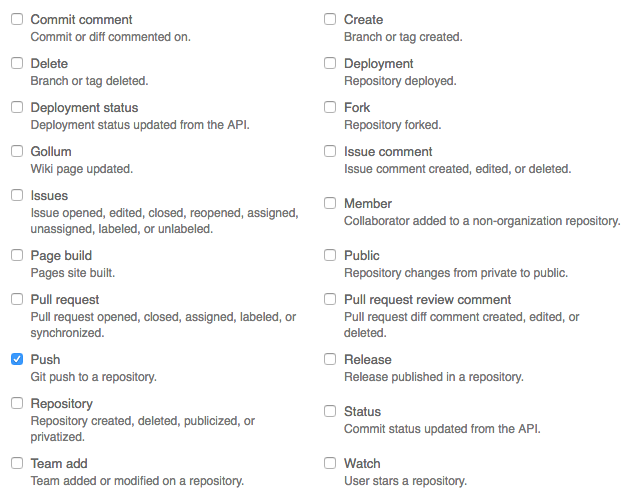 Commit comment
Commit or diff commented on.
Create
Branch or tag created.
Delete
Branch or tag deleted.
Deployment
Repository deployed.
Deployment status
Deployment status updated from the API.
Fork
Repository forked.
Gollum
Wiki page updated.
Issue comment
Issue comment created, edited, or deleted.
Issues
Issue opened, edited, closed, reopened, assigned,
unassigned, labeled, or unlabeled.
Member
Collaborator added to a non-organization repository.
Page build
Pages site built.
Public
Repository changes from private to public.
Pull request
Pull request opened, closed, assigned, labeled, or
synchronized.
Pull request review comment
Pull request diff comment created, edited, or
deleted.
Push
Git push to a repository.
Release
Release published in a repository.
Repository
Repository created, deleted, publicized, or
privatized.
Status
Commit status updated from the API.
Team add
Team added or modified on a repository.
Watch
User stars a repository.